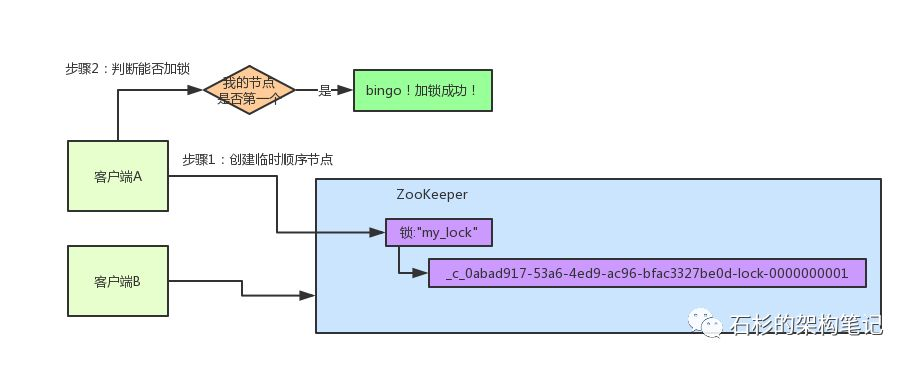 步骤2：判断能否加锁
我的节点
是否第一个
是
bingo！加锁成功！
步骤1：创建临时顺序节点
客户端A
ZooKeeper
锁:"my_lock"
_c_0abad917-53a6-4ed9-ac96-bfac3327be0d-lock-0000000001
客户端B
石杉的架构笔记